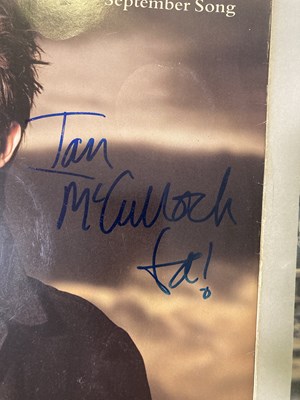 September Song
Ian
McCulloch
ta!